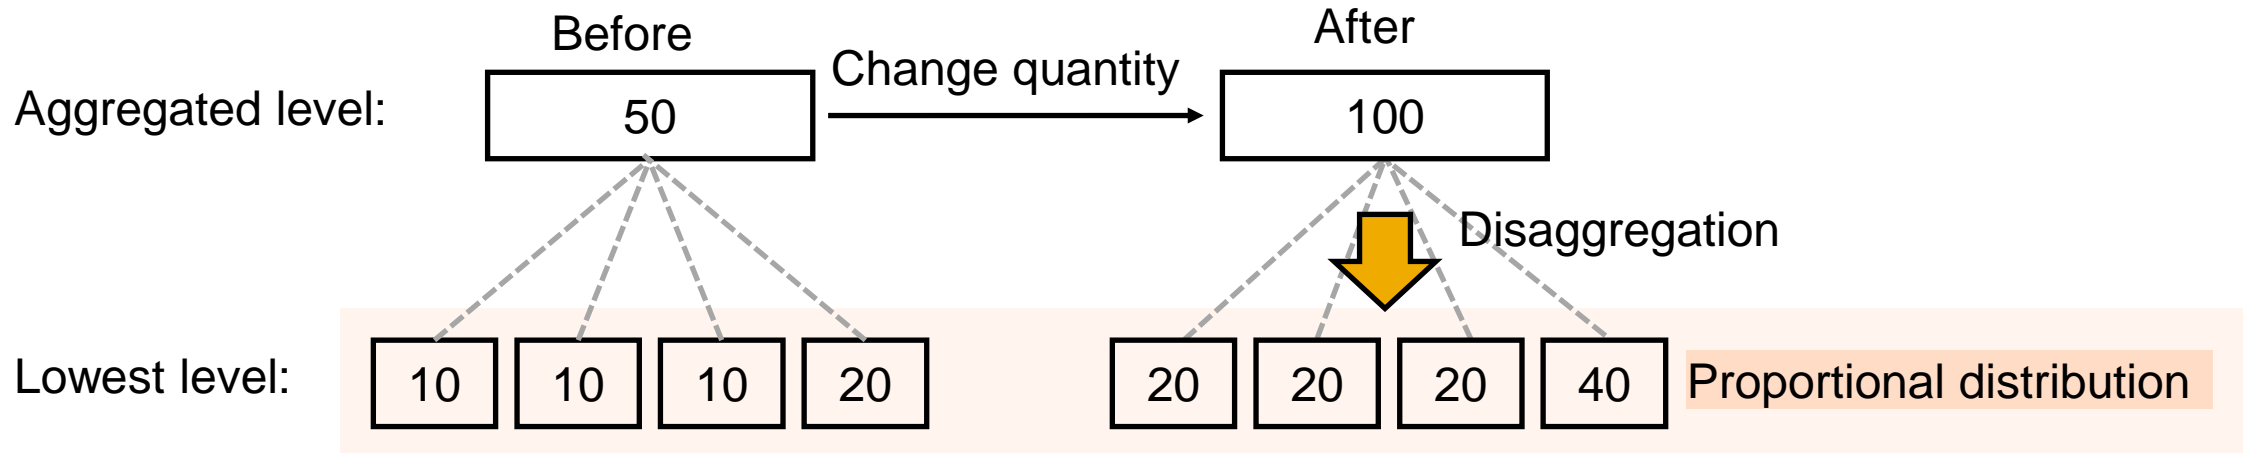 Before
After
Change quantity
Aggregated level:
50
100
Disaggregation
Lowest level:
10 10 10 20
20 20 20 40
Proportional distribution